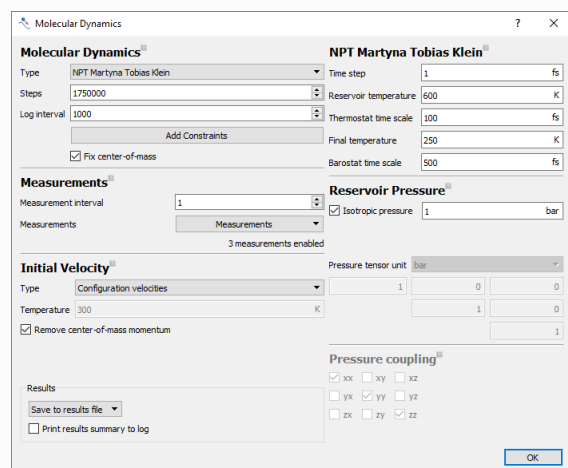 Molecular Dynamics
? ×
Molecular Dynamics
Type NPT Martyna Tobias Klein
Steps 1750000
Log interval 1000
Add Constraints
Fix center-of-mass
Measurements
Measurement interval 1
Measurements Measurements
3 measurements enabled
Initial Velocity
Type Configuration velocities
Temperature 300 K
Remove center-of-mass momentum
Results
Save to results file
Print results summary to log
NPT Martyna Tobias Klein
Time step 1 fs
Reservoir temperature 600 K
Thermostat time scale 100 fs
Final temperature 250 K
Barostat time scale 500 fs
Reservoir Pressure
Isotropic pressure 1 bar
Pressure tensor unit bar
1 0 0
1 0
1
Pressure coupling
xx xy xz
yx yy yz
zx zy zz
OK